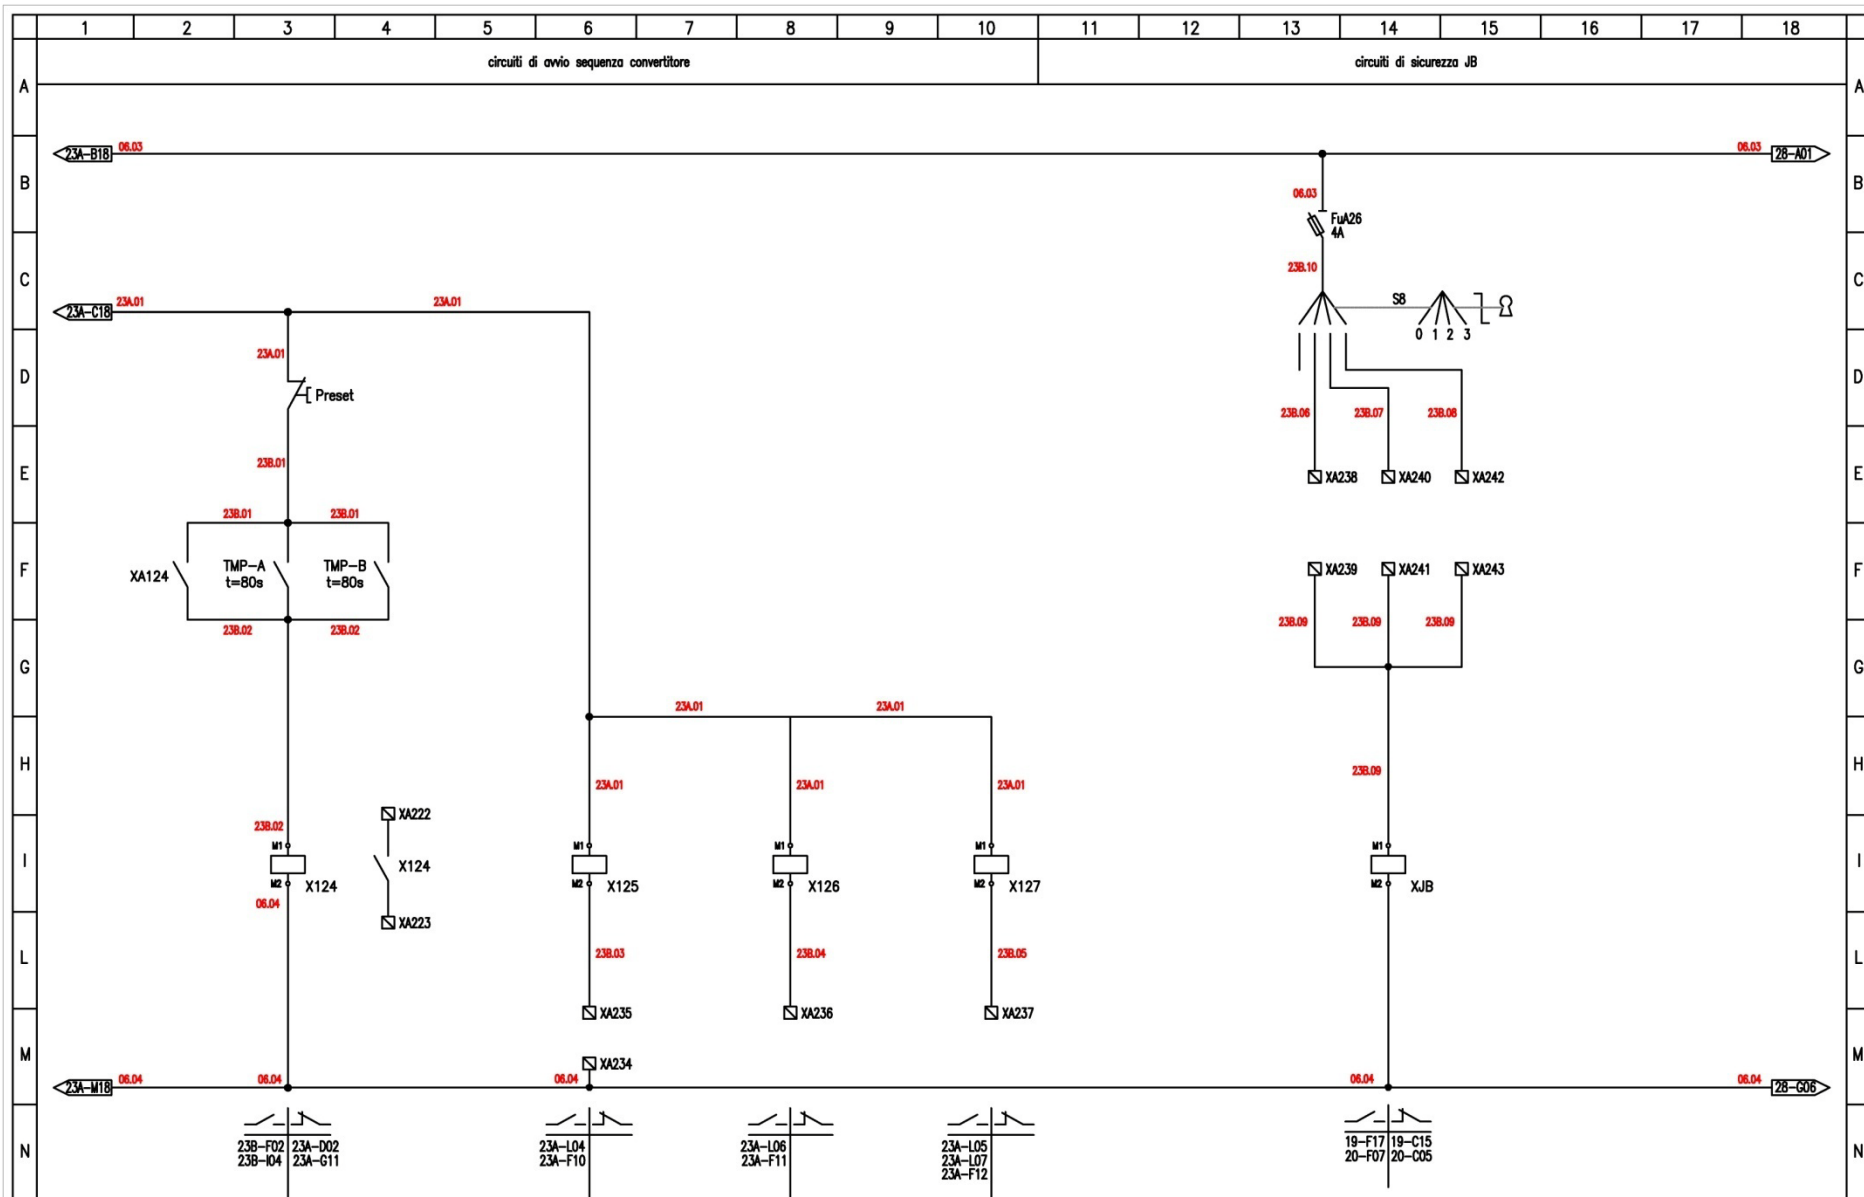 1 2 3 4 5 6 7 8 9 10 11 12 13 14 15 16 17 18
circuiti di avvio sequenza convertitore
circuiti di sicurezza JB
A A
23A-B18 06.03 06.03 28-A01
B B
06.03
FuA26
4A
23B.10
C C
23A-C18 23A.01 23A.01
S8
0 1 2 3
23A.01
D D
Preset
23B.06 23B.07 23B.08
23B.01
E E
XA238 XA240 XA242
23B.01 23B.01
F F
XA124
TMP-A
t=80s
TMP-B
t=80s
XA239 XA241 XA243
23B.02 23B.02
23B.09 23B.09 23B.09
G G
23A.01 23A.01
H H
23A.01 23A.01 23A.01 23B.09
XA222
23B.02
I I
M1 M1 M1 M1 M1
X124
M2 M2 M2 M2 M2
X124 X125 X126 X127 XJB
06.04
XA223
L L
23B.03 23B.04 23B.05
XA235 XA236 XA237
M M
XA234
23A-M18 06.04 06.04 06.04 06.04 06.04 28-G06
N N
23B-F02 23A-D02
23B-I04 23A-G11
23A-L04
23A-F10
23A-L06
23A-F11
23A-L05
23A-L07
23A-F12
19-F17 19-C15
20-F07 20-C05